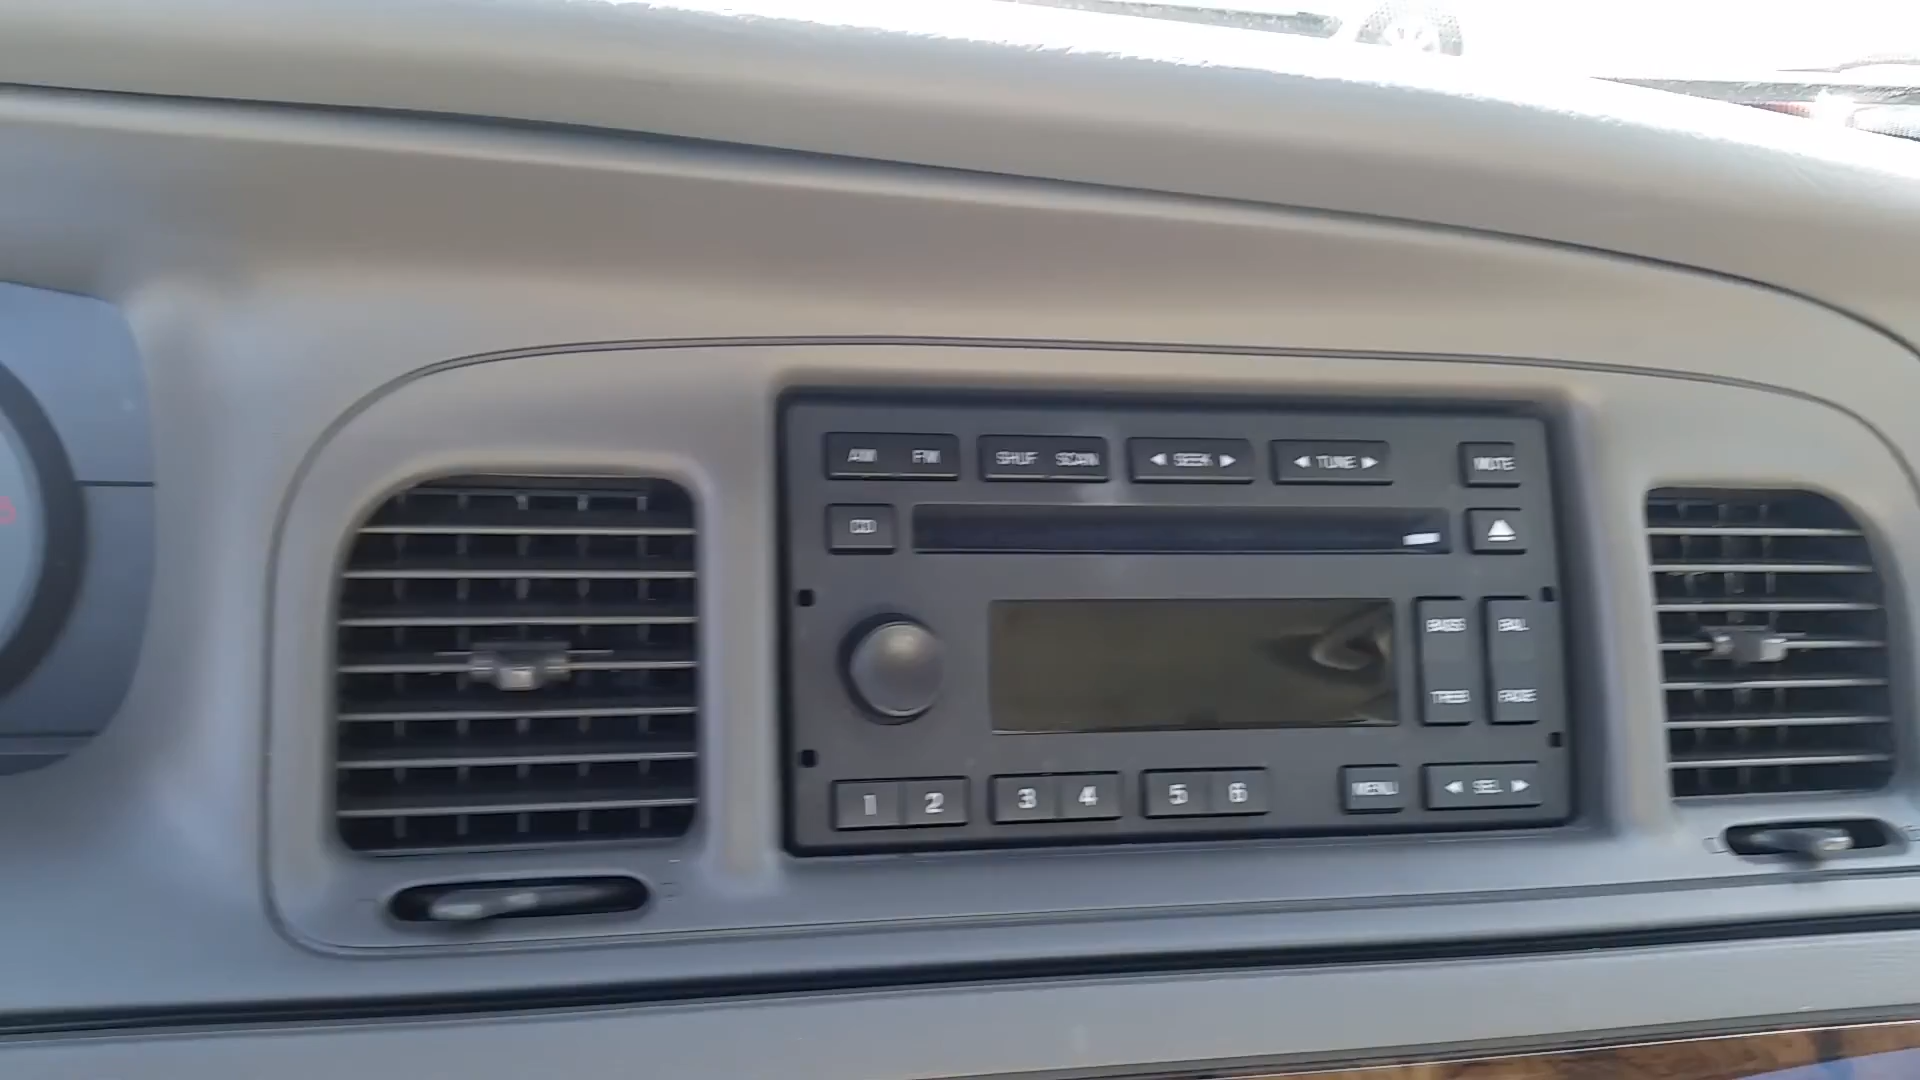 AM FM SHUF SCAN ◀ SEEK ▶ ◀ TUNE ▶ MUTE
CD
BASS BAL
TREB FADE
1 2 3 4 5 6 MENU ◀ SEL ▶